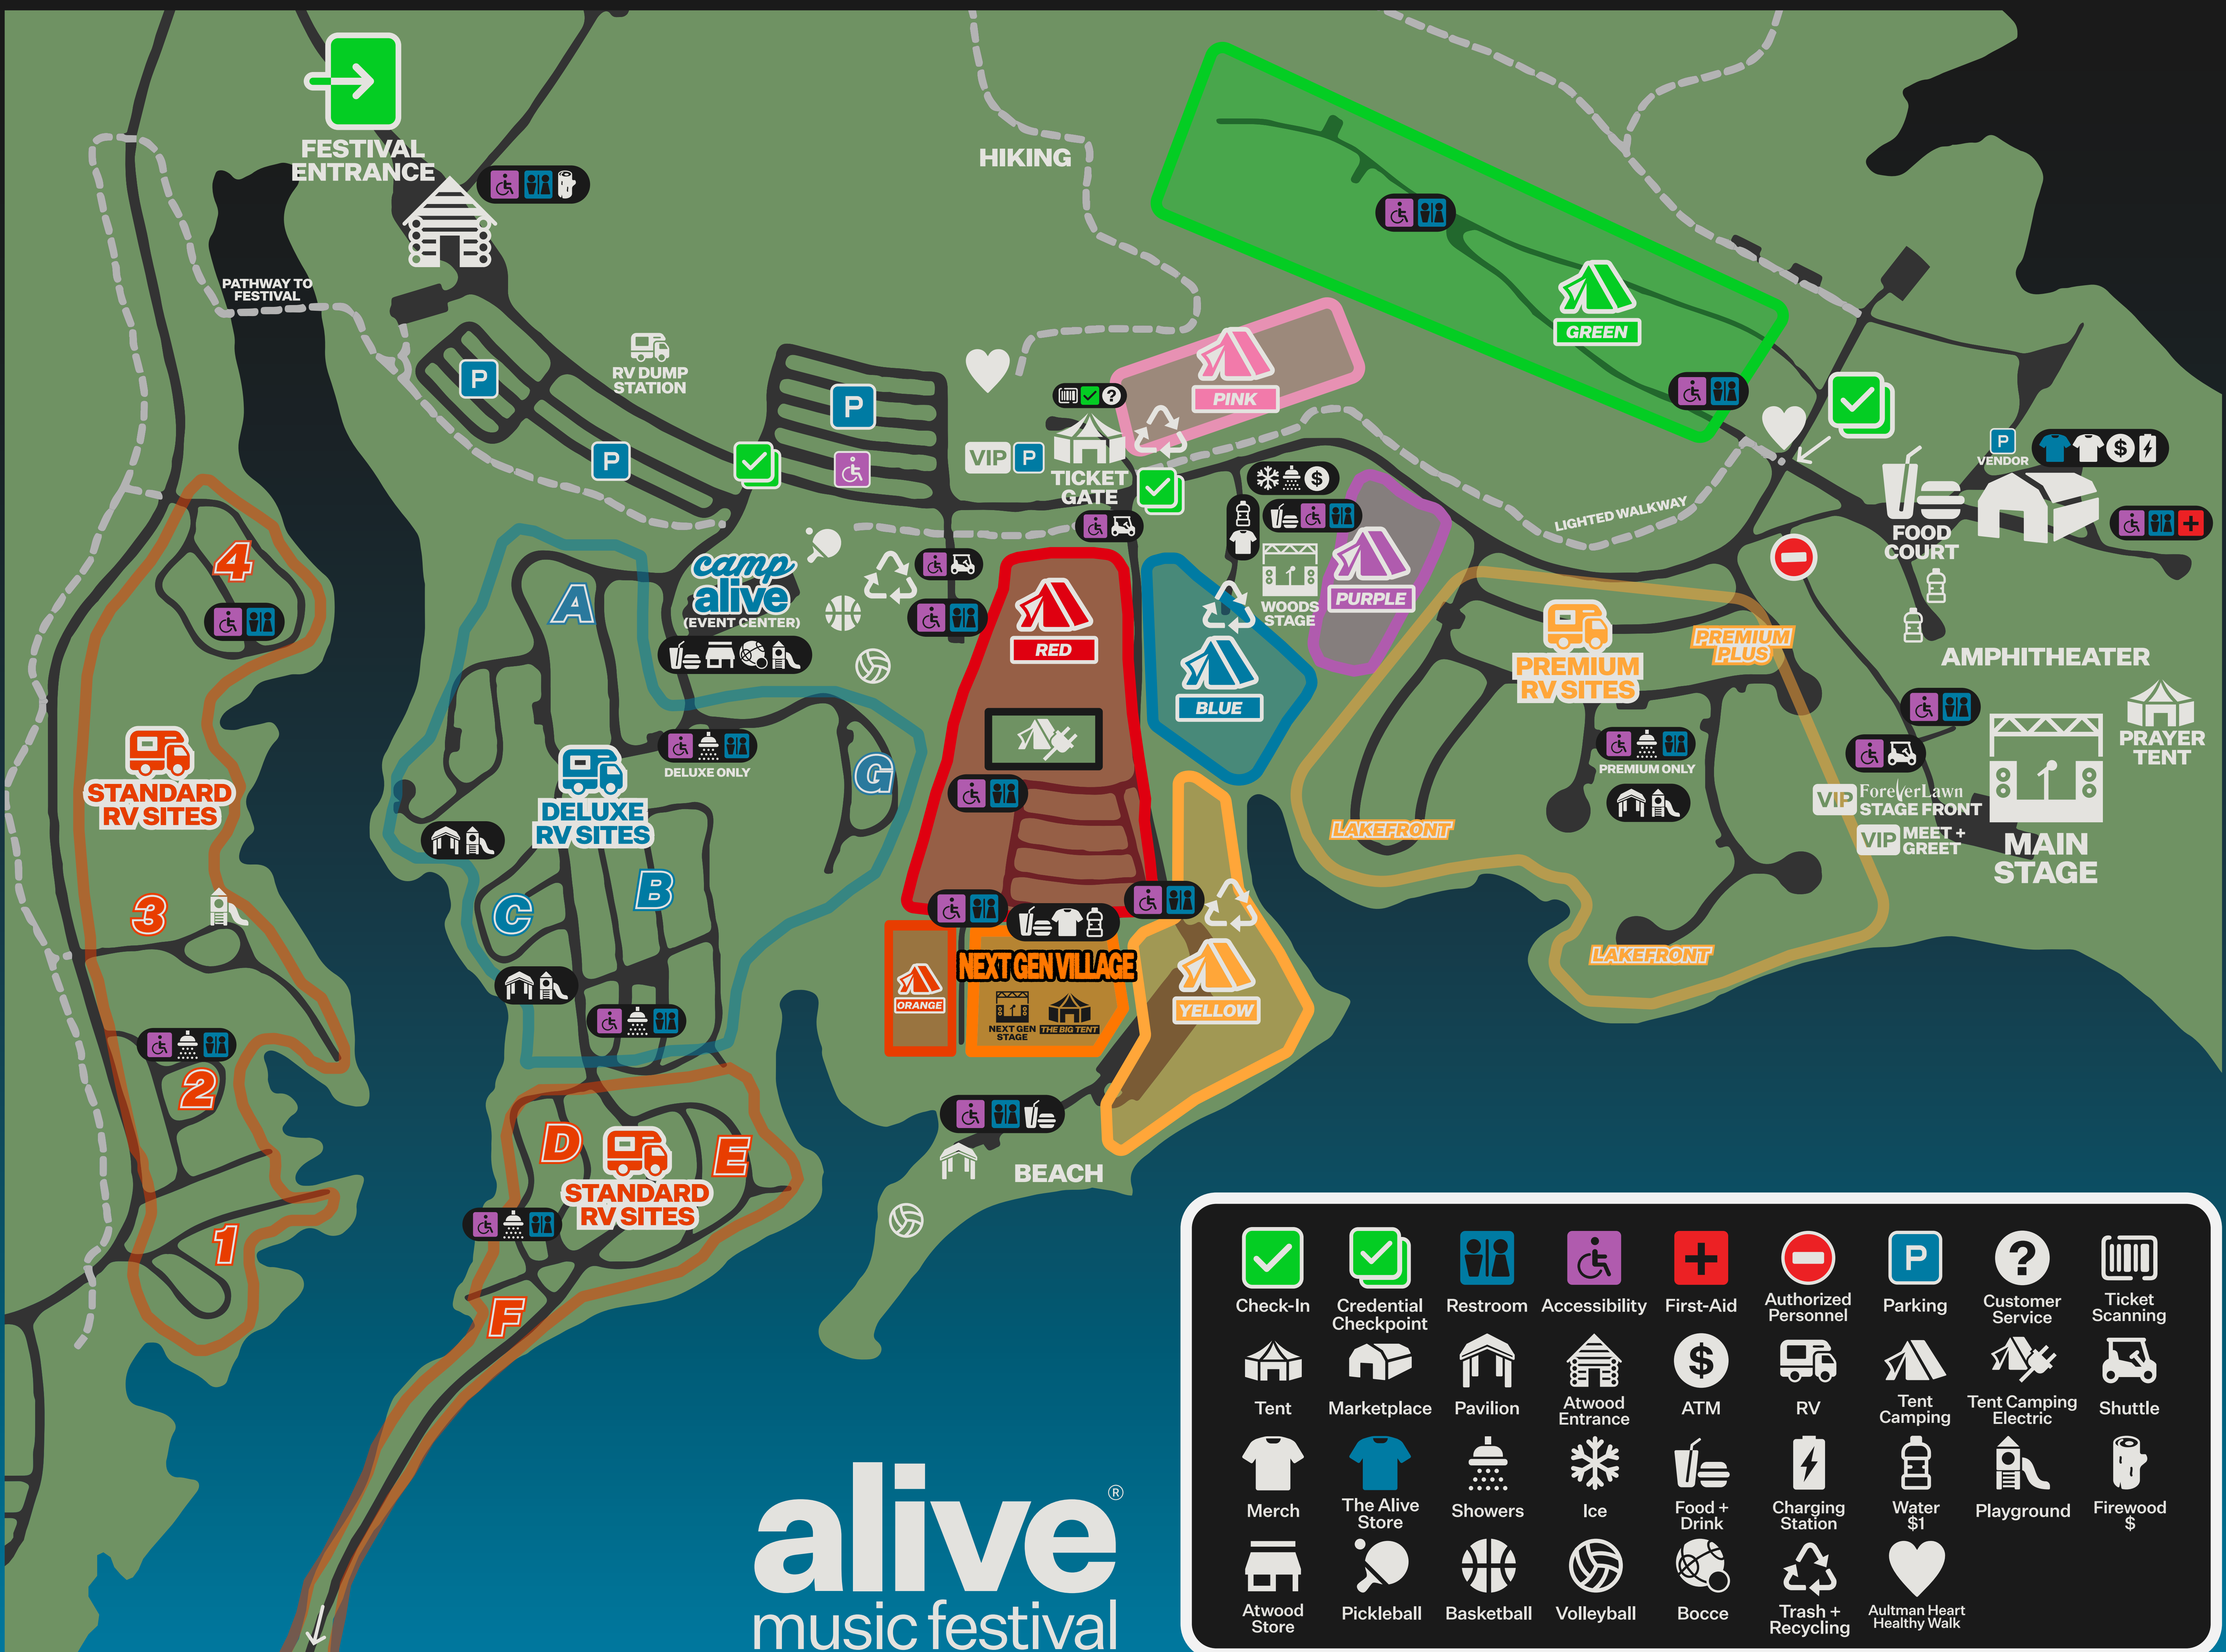 FESTIVAL
ENTRANCE
HIKING
PATHWAY TO
FESTIVAL
RV DUMP
STATION
P
P
P
VIP P
TICKET
GATE
?
PINK
GREEN
$
LIGHTED WALKWAY
P
VENDOR
$
FOOD
COURT
4
A
camp
alive
(EVENT CENTER)
RED
BLUE
WOODS
STAGE
PURPLE
PREMIUM
RV SITES
PREMIUM
PLUS
AMPHITHEATER
PRAYER
TENT
STANDARD
RV SITES
DELUXE ONLY
DELUXE
RV SITES
G
PREMIUM ONLY
LAKEFRONT
VIP ForeverLawn
STAGE FRONT
VIP MEET +
GREET
MAIN
STAGE
3
C
B
LAKEFRONT
NEXT GEN VILLAGE
ORANGE
NEXT GEN
STAGE
THE BIG TENT
YELLOW
2
D
E
STANDARD
RV SITES
BEACH
1
F
P
?
Check-In
Credential
Checkpoint
Restroom
Accessibility
First-Aid
Authorized
Personnel
Parking
Customer
Service
Ticket
Scanning
$
Tent
Marketplace
Pavilion
Atwood
Entrance
ATM
RV
Tent
Camping
Tent Camping
Electric
Shuttle
Merch
The Alive
Store
Showers
Ice
Food +
Drink
Charging
Station
Water
$1
Playground
Firewood
$
Atwood
Store
Pickleball
Basketball
Volleyball
Bocce
Trash +
Recycling
Aultman Heart
Healthy Walk
alive®
music festival